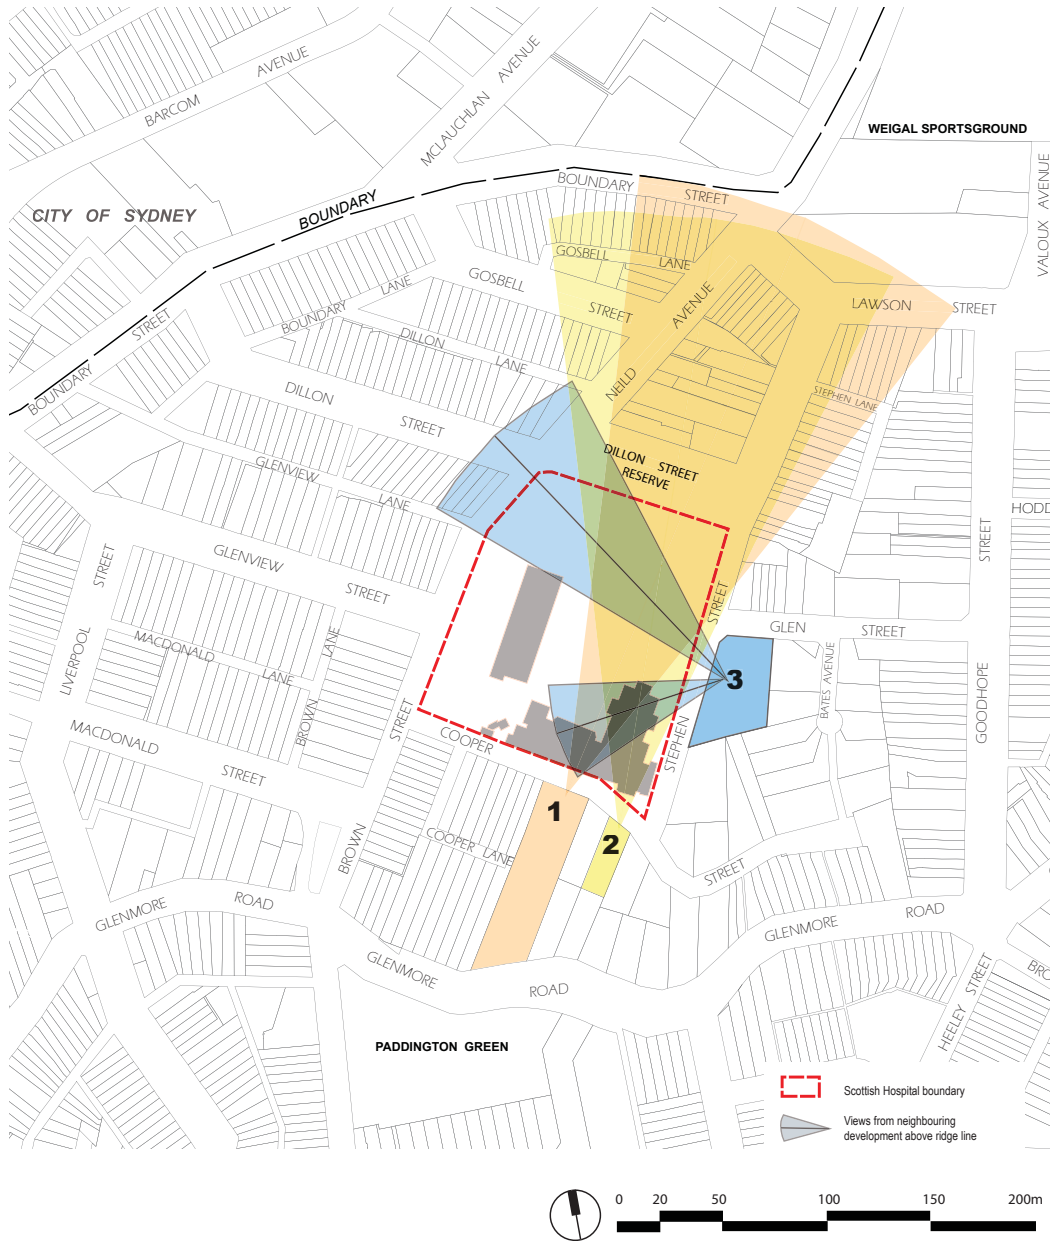 BARCOM
AVENUE
MCLAUCHLAN AVENUE
WEIGAL SPORTSGROUND
VALOUX AVENUE
CITY OF SYDNEY
BOUNDARY
BOUNDARY
STREET
GOSBELL
LANE
GOSBELL
STREET
BOUNDARY LANE
BOUNDARY
STREET
DILLON
LANE
NEILD
AVENUE
LAWSON
STREET
STEPHEN LANE
DILLON
STREET
DILLON STREET
RESERVE
GLENVIEW
LANE
GLENVIEW
STREET
STREET
HODD
LIVERPOOL
STREET
MACDONALD
LANE
BROWN
LANE
STREET
GLEN
STREET
BATES AVENUE
GOODHOPE
MACDONALD
STREET
COOPER
STREET
STEPHEN
3
1
2
COOPER LANE
BROWN
STREET
GLENMORE
ROAD
GLENMORE
ROAD
GLENMORE
ROAD
HEELEY STREET
BRO
PADDINGTON GREEN
Scottish Hospital boundary
Views from neighbouring
development above ridge line
0 20 50 100 150 200m